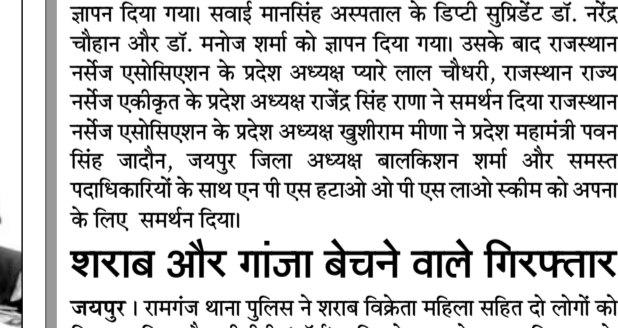 ज्ञापन दिया गया। सवाई मानसिंह अस्पताल के डिप्टी सुप्रिडेंट डॉ. नरेंद्र
चौहान और डॉ. मनोज शर्मा को ज्ञापन दिया गया। उसके बाद राजस्थान
नर्सेज एसोसिएशन के प्रदेश अध्यक्ष प्यारे लाल चौधरी, राजस्थान राज्य
नर्सेज एकीकृत के प्रदेश अध्यक्ष राजेंद्र सिंह राणा ने समर्थन दिया राजस्थान
नर्सेज एसोसिएशन के प्रदेश अध्यक्ष खुशीराम मीणा ने प्रदेश महामंत्री पवन
सिंह जादौन, जयपुर जिला अध्यक्ष बालकिशन शर्मा और समस्त
पदाधिकारियों के साथ एन पी एस हटाओ ओ पी एस लाओ स्कीम को अपना
के लिए समर्थन दिया।
शराब और गांजा बेचने वाले गिरफ्तार
जयपुर । रामगंज थाना पुलिस ने शराब विक्रेता महिला सहित दो लोगों को